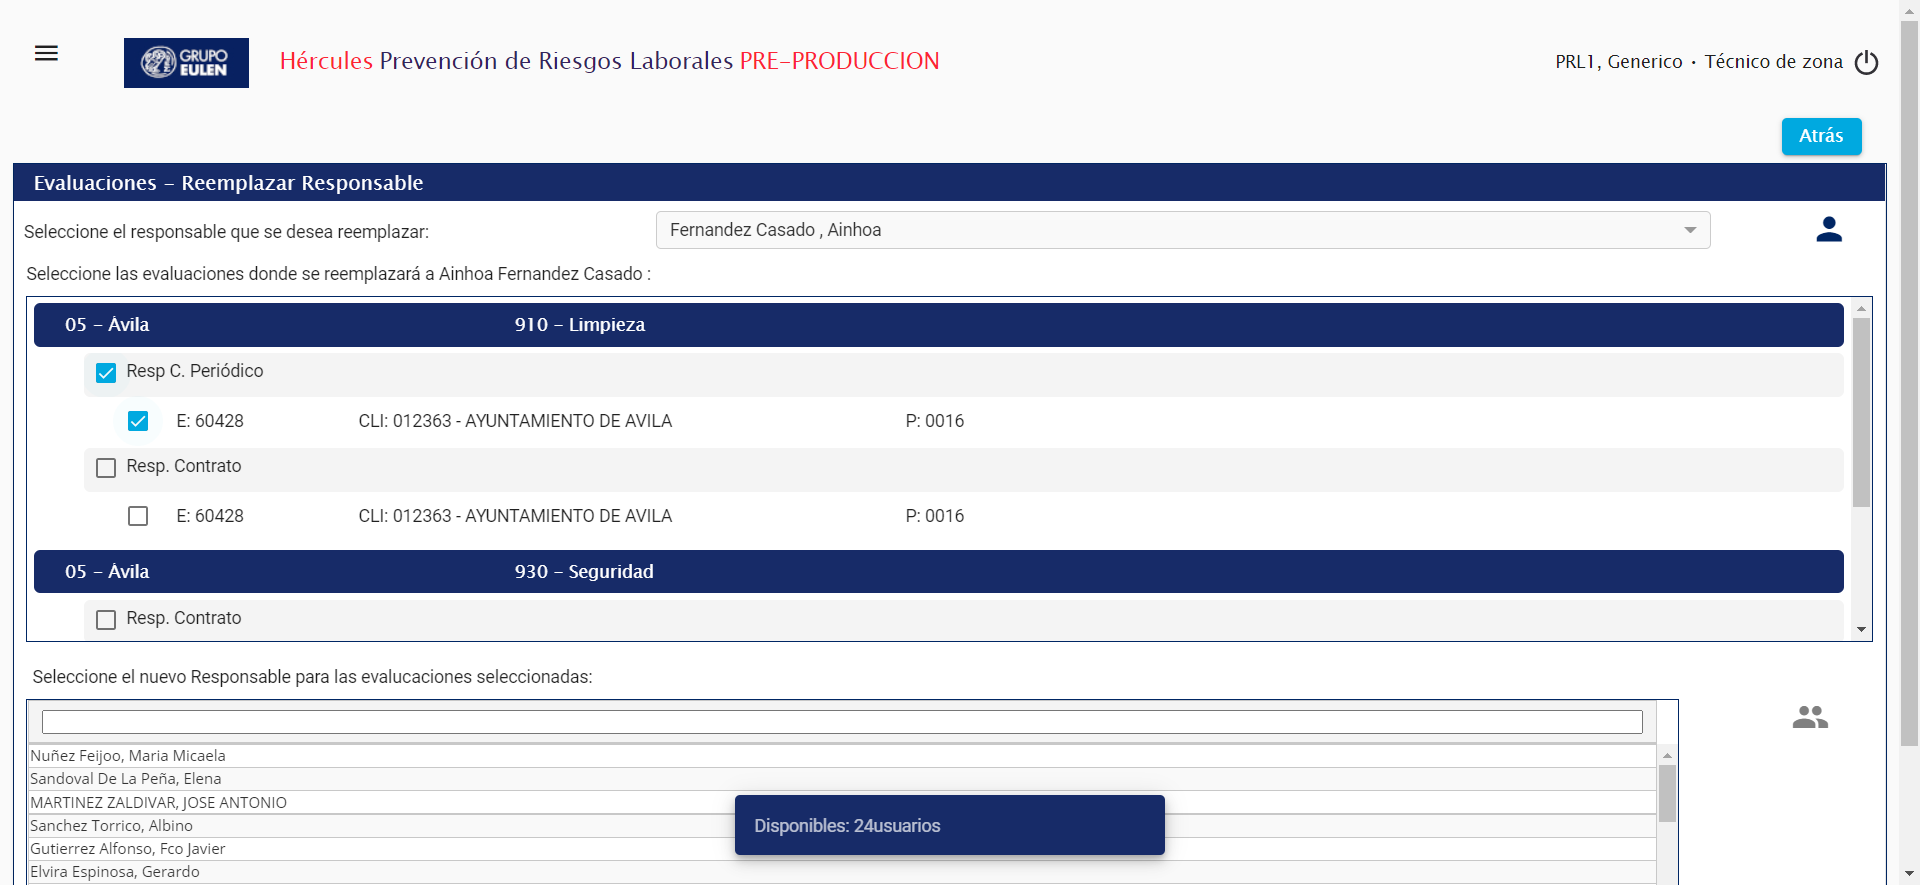 GRUPO
EULEN
Hércules Prevención de Riesgos Laborales PRE-PRODUCCION
PRL1, Generico • Técnico de zona
Atrás
Evaluaciones - Reemplazar Responsable
Seleccione el responsable que se desea reemplazar:
Fernandez Casado , Ainhoa
Seleccione las evaluaciones donde se reemplazará a Ainhoa Fernandez Casado :
05 - Ávila 910 - Limpieza
Resp C. Periódico
E: 60428 CLI: 012363 - AYUNTAMIENTO DE AVILA P: 0016
Resp. Contrato
E: 60428 CLI: 012363 - AYUNTAMIENTO DE AVILA P: 0016
05 - Ávila 930 - Seguridad
Resp. Contrato
Seleccione el nuevo Responsable para las evalucaciones seleccionadas:
Nuñez Feijoo, Maria Micaela
Sandoval De La Peña, Elena
MARTINEZ ZALDIVAR, JOSE ANTONIO
Sanchez Torrico, Albino
Gutierrez Alfonso, Fco Javier
Elvira Espinosa, Gerardo
Disponibles: 24usuarios